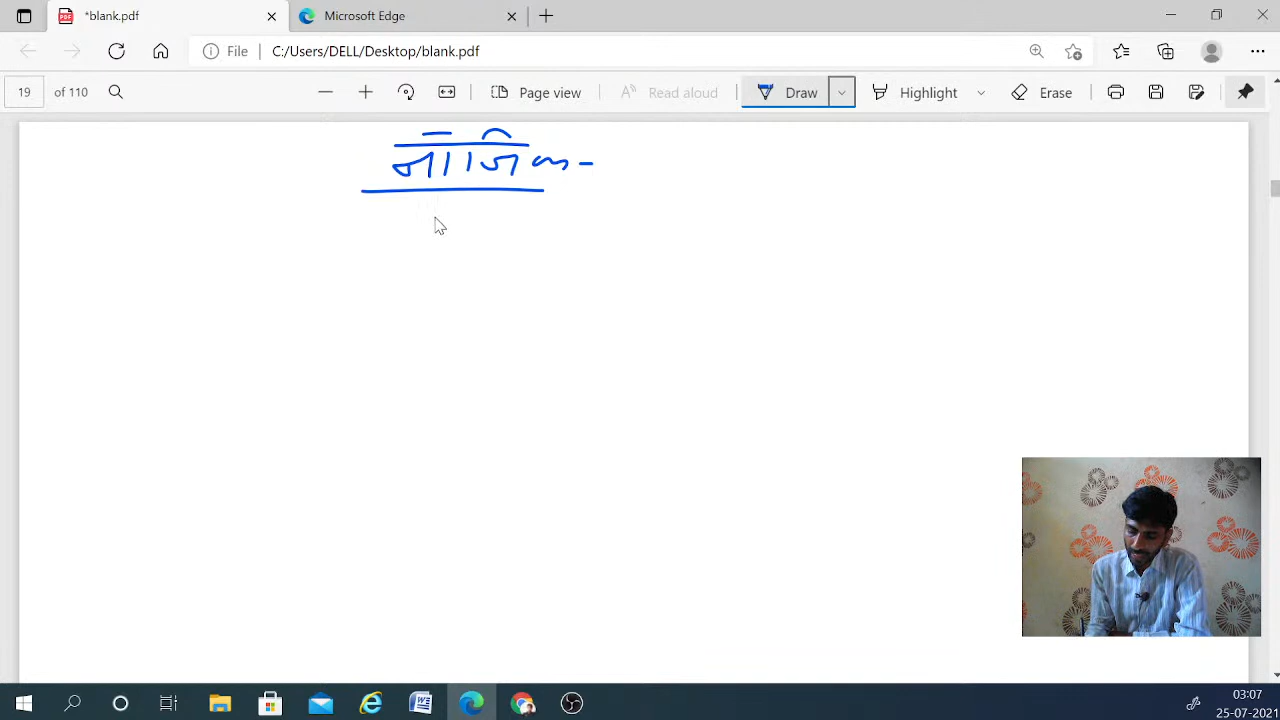 *blank.pdf
Microsoft Edge
File C:/Users/DELL/Desktop/blank.pdf
19 of 110
Page view
Read aloud
Draw
Highlight
Erase
03:07
25-07-2021